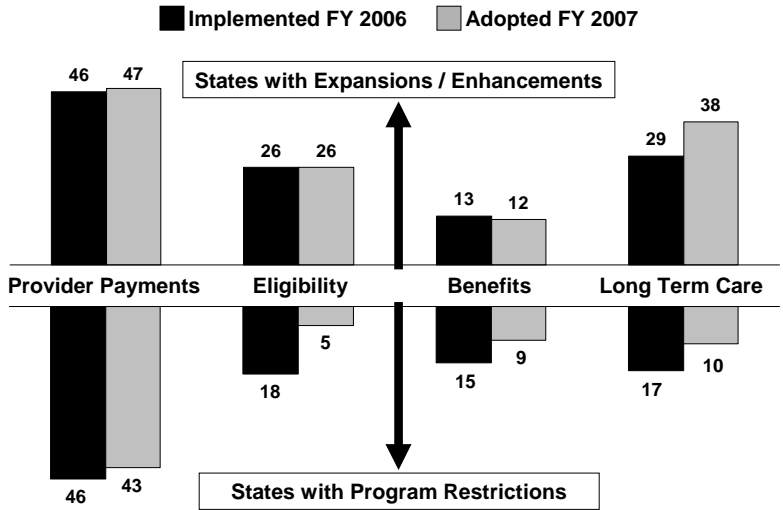 Implemented FY 2006 Adopted FY 2007
46 47
States with Expansions / Enhancements
26 26
13 12
29 38
Provider Payments Eligibility Benefits Long Term Care
46 43
18 5
15 9
17 10
States with Program Restrictions